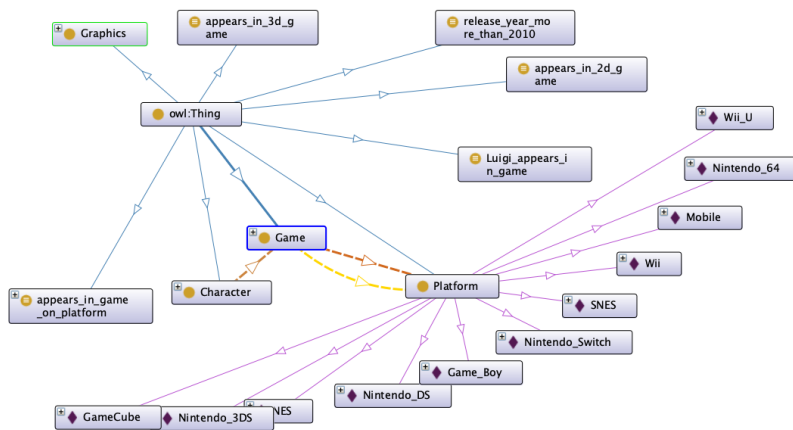 Graphics
appears_in_3d_g
ame
release_year_mo
re_than_2010
appears_in_2d_g
ame
owl:Thing
Wii_U
Luigi_appears_i
n_game
Nintendo_64
Mobile
Game
Wii
Character
Platform
appears_in_game
_on_platform
SNES
Nintendo_Switch
Game_Boy
Nintendo_DS
GameCube
Nintendo_3DS
NES